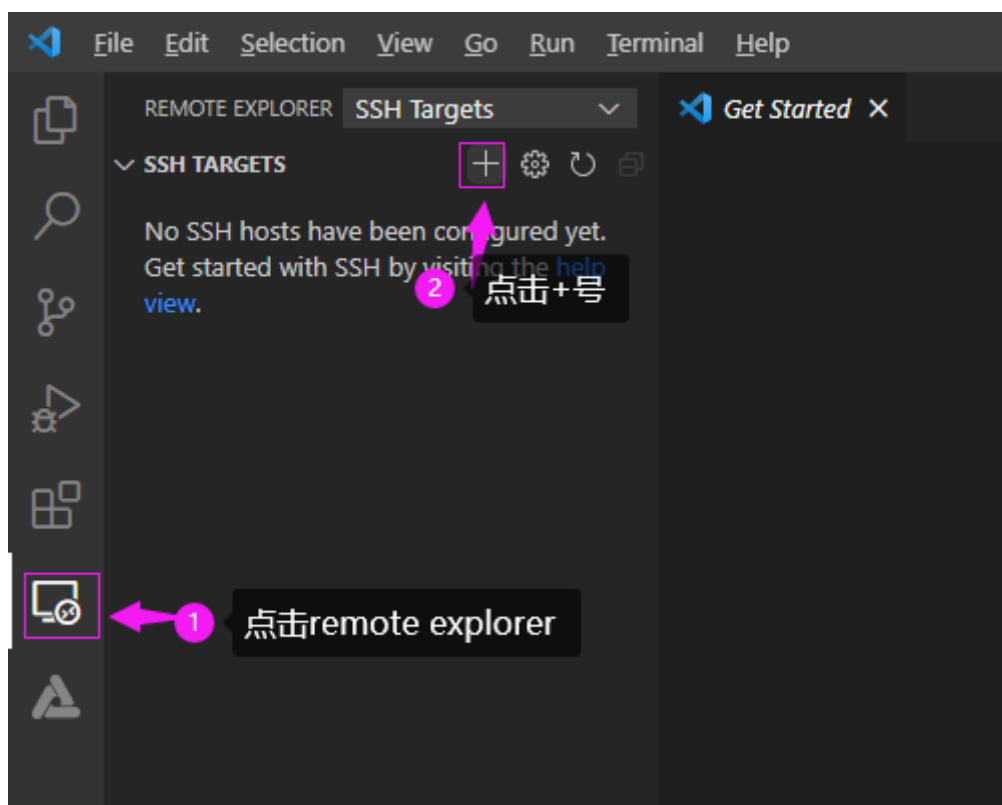 File Edit Selection View Go Run Terminal Help
REMOTE EXPLORER SSH Targets Get Started
SSH TARGETS
No SSH hosts have been configured yet.
Get started with SSH by visiting the help
view.
2 点击+号
1 点击remote explorer